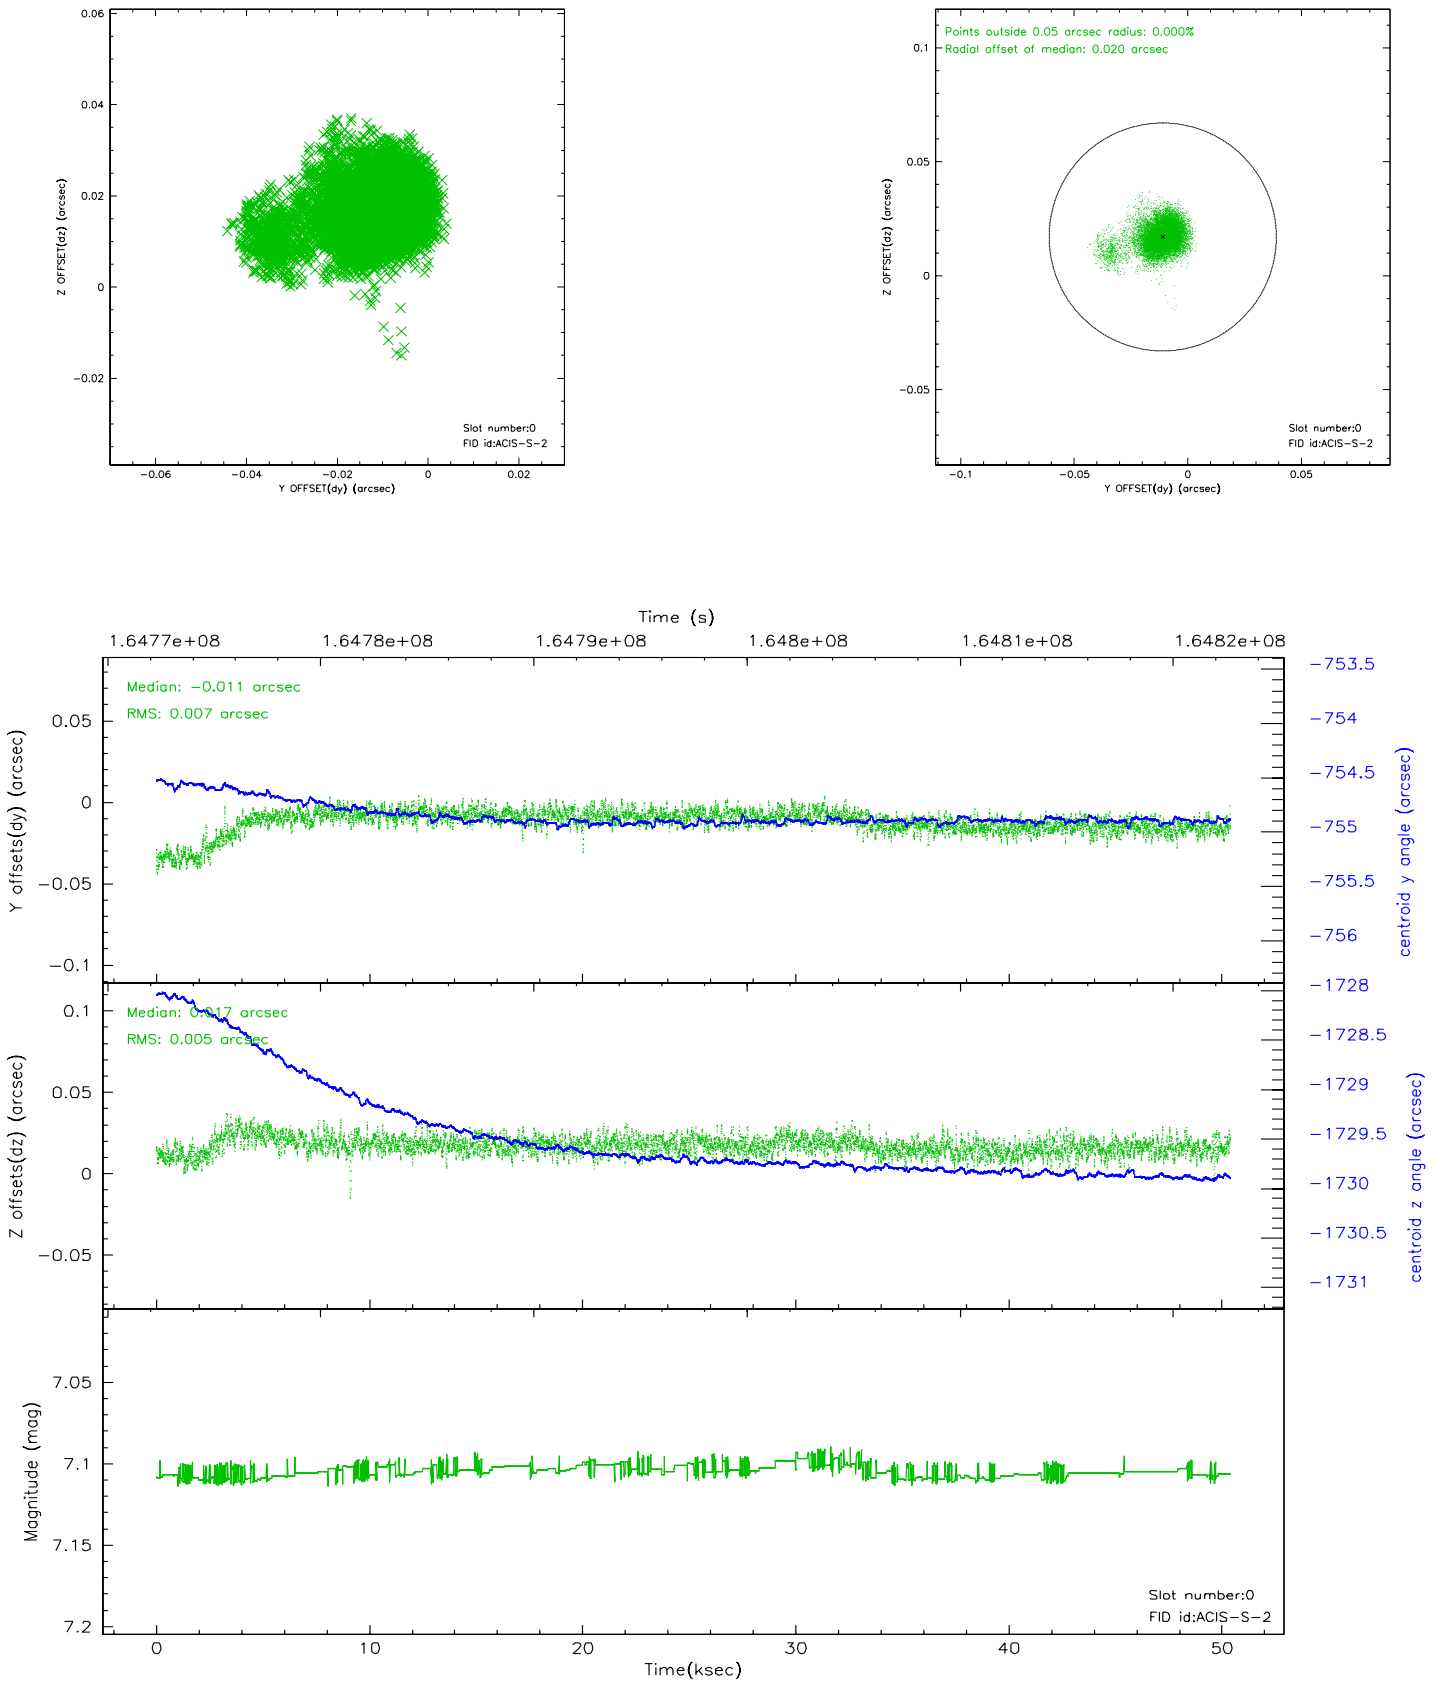 0.06
0.04
0.02
0
−0.02
Z OFFSET(dz) (arcsec)
Slot number:0
FID id:ACIS−S−2
−0.06 −0.04 −0.02 0 0.02
Y OFFSET(dy) (arcsec)
Points outside 0.05 arcsec radius: 0.000%
Radial offset of median: 0.020 arcsec
0.1
0.05
0
−0.05
Z OFFSET(dz) (arcsec)
Slot number:0
FID id:ACIS−S−2
−0.1 −0.05 0 0.05
Y OFFSET(dy) (arcsec)
Time (s)
1.6477e+08 1.6478e+08 1.6479e+08 1.648e+08 1.6481e+08 1.6482e+08
Median: −0.011 arcsec
RMS: 0.007 arcsec
0.05
0
−0.05
−0.1
Y offsets(dy) (arcsec)
−753.5
−754
−754.5
−755
−755.5
−756
centroid y angle (arcsec)
Median: 0.017 arcsec
RMS: 0.005 arcsec
0.1
0.05
0
−0.05
Z offsets(dz) (arcsec)
−1728
−1728.5
−1729
−1729.5
−1730
−1730.5
−1731
centroid z angle (arcsec)
7.05
7.1
7.15
7.2
Magnitude (mag)
Slot number:0
FID id:ACIS−S−2
0 10 20 30 40 50
Time(ksec)